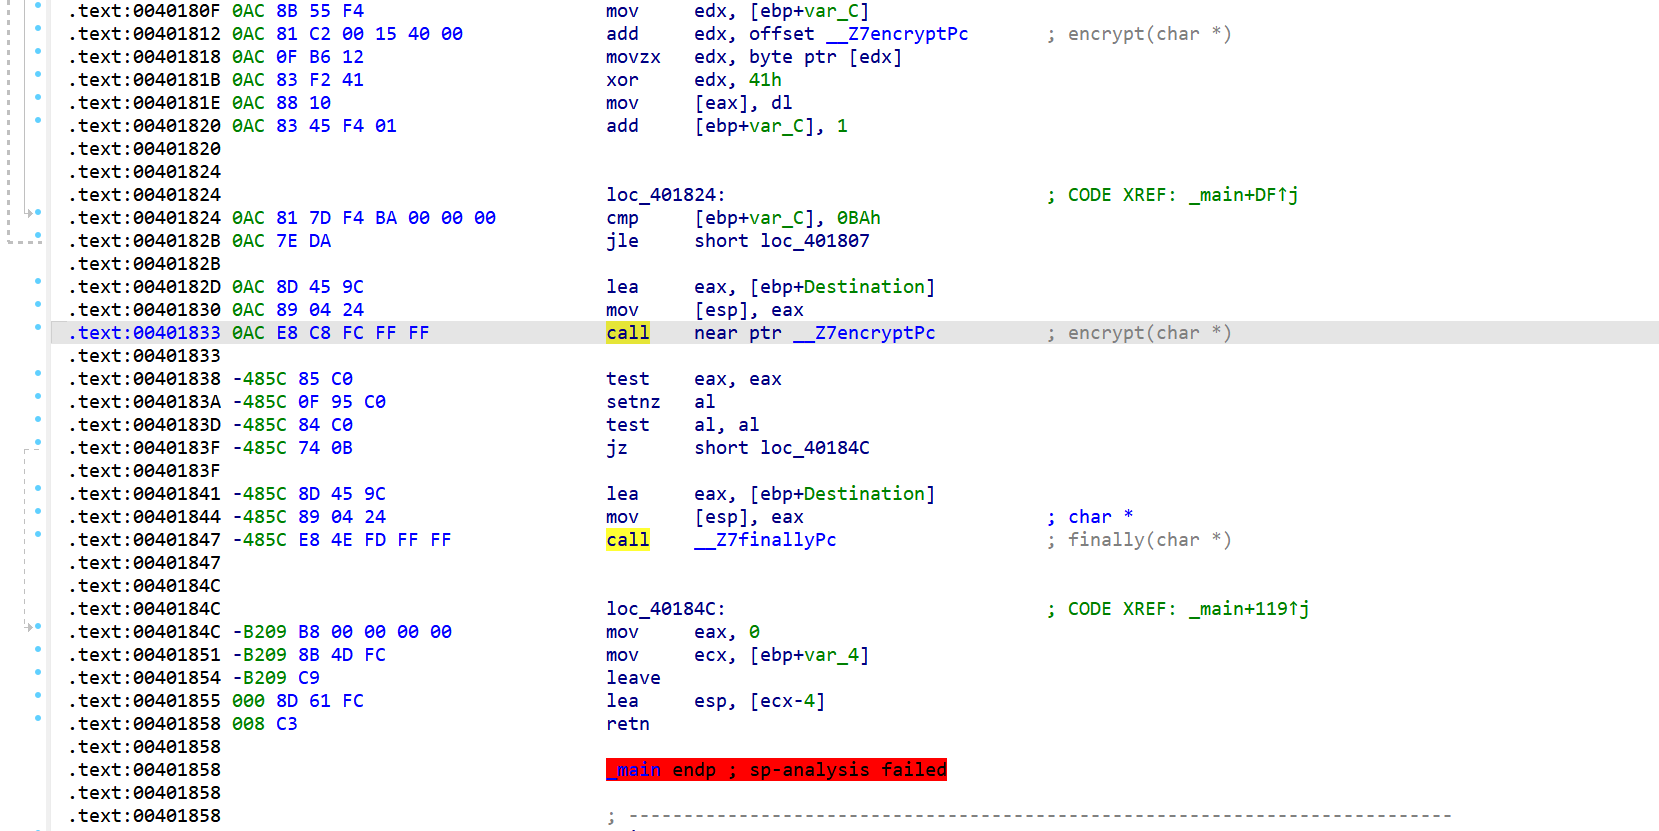 .text:0040180F 0AC 8B 55 F4 mov edx, [ebp+var_C]
.text:00401812 0AC 81 C2 00 15 40 00 add edx, offset __Z7encryptPc ; encrypt(char *)
.text:00401818 0AC 0F B6 12 movzx edx, byte ptr [edx]
.text:0040181B 0AC 83 F2 41 xor edx, 41h
.text:0040181E 0AC 88 10 mov [eax], dl
.text:00401820 0AC 83 45 F4 01 add [ebp+var_C], 1
.text:00401820
.text:00401824
.text:00401824 loc_401824: ; CODE XREF: _main+DF↑j
.text:00401824 0AC 81 7D F4 BA 00 00 00 cmp [ebp+var_C], 0BAh
.text:0040182B 0AC 7E DA jle short loc_401807
.text:0040182B
.text:0040182D 0AC 8D 45 9C lea eax, [ebp+Destination]
.text:00401830 0AC 89 04 24 mov [esp], eax
.text:00401833 0AC E8 C8 FC FF FF call near ptr __Z7encryptPc ; encrypt(char *)
.text:00401833
.text:00401838 -485C 85 C0 test eax, eax
.text:0040183A -485C 0F 95 C0 setnz al
.text:0040183D -485C 84 C0 test al, al
.text:0040183F -485C 74 0B jz short loc_40184C
.text:0040183F
.text:00401841 -485C 8D 45 9C lea eax, [ebp+Destination]
.text:00401844 -485C 89 04 24 mov [esp], eax ; char *
.text:00401847 -485C E8 4E FD FF FF call __Z7finallyPc ; finally(char *)
.text:00401847
.text:0040184C
.text:0040184C loc_40184C: ; CODE XREF: _main+119↑j
.text:0040184C -B209 B8 00 00 00 00 mov eax, 0
.text:00401851 -B209 8B 4D FC mov ecx, [ebp+var_4]
.text:00401854 -B209 C9 leave
.text:00401855 000 8D 61 FC lea esp, [ecx-4]
.text:00401858 008 C3 retn
.text:00401858
.text:00401858 _main endp ; sp-analysis failed
.text:00401858
.text:00401858 ; ---------------------------------------------------------------------------